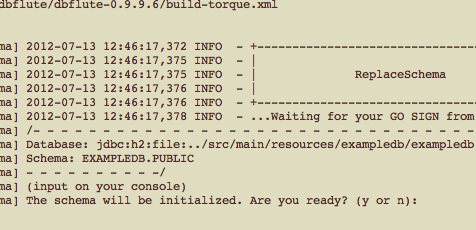 dbflute/dbflute-0.9.9.6/build-torque.xml
ma] 2012-07-13 12:46:17,372 INFO - +-----------------------------------
ma] 2012-07-13 12:46:17,375 INFO - |
ma] 2012-07-13 12:46:17,375 INFO - | ReplaceSchema
ma] 2012-07-13 12:46:17,376 INFO - |
ma] 2012-07-13 12:46:17,376 INFO - +-----------------------------------
ma] 2012-07-13 12:46:17,378 INFO - ...Waiting for your GO SIGN from
ma] /- - - - - - - - - - - - - - - - - - - - - - - - - - - - - - - - -
ma] Database: jdbc:h2:file:../src/main/resources/exampledb/exampledb
ma] Schema: EXAMPLEDB.PUBLIC
ma] - - - - - - - - - -/
ma] (input on your console)
ma] The schema will be initialized. Are you ready? (y or n):